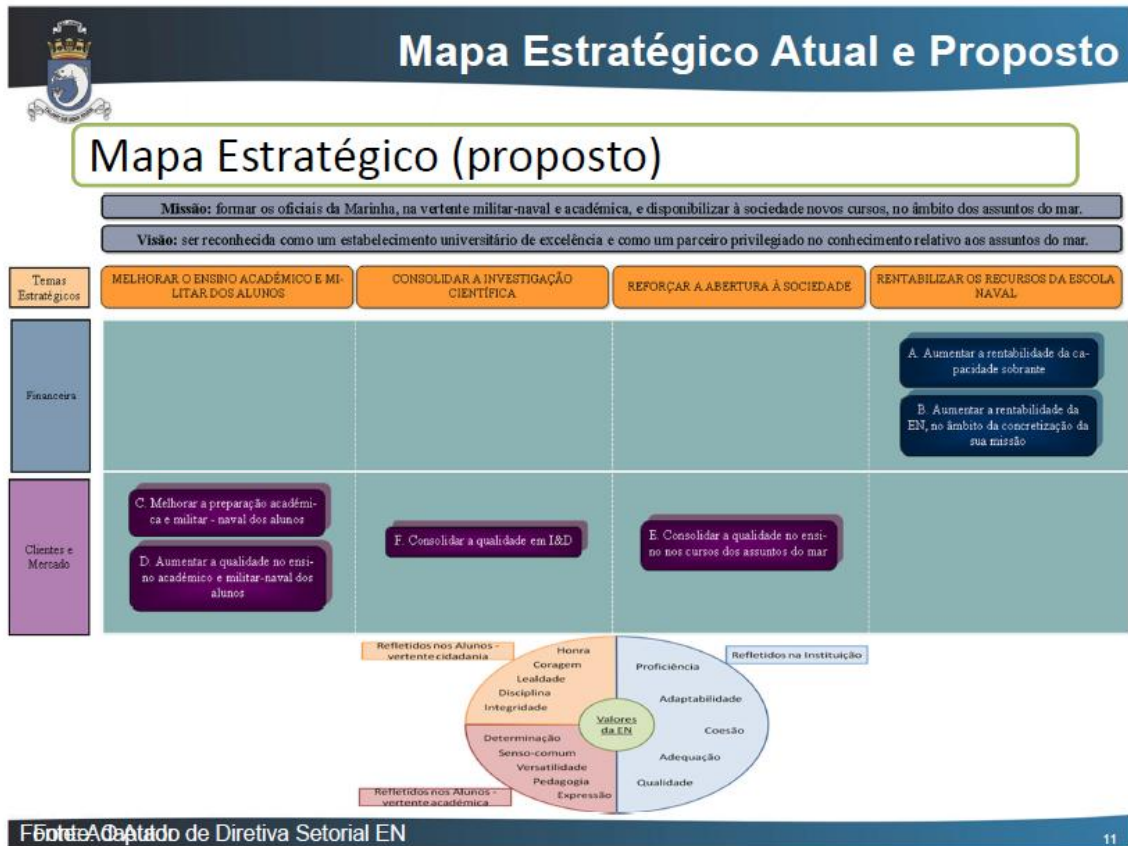 Mapa Estratégico Atual e Proposto
Mapa Estratégico (proposto)
Missão: formar os oficiais da Marinha, na vertente militar-naval e académica, e disponibilizar à sociedade novos cursos, no âmbito dos assuntos do mar.
Visão: ser reconhecida como um estabelecimento universitário de excelência e como um parceiro privilegiado no conhecimento relativo aos assuntos do mar.
Temas
Estratégicos
MELHORAR O ENSINO ACADÉMICO E MI-
LITAR DOS ALUNOS
CONSOLIDAR A INVESTIGAÇÃO
CIENTÍFICA
REFORÇAR A ABERTURA À SOCIEDADE
RENTABILIZAR OS RECURSOS DA ESCOLA
NAVAL
Financeira
A. Aumentar a rentabilidade da ca-
pacidade sobrante
B. Aumentar a rentabilidade da
EN, no âmbito da concretização da
sua missão
Clientes e
Mercado
C. Melhorar a preparação académi-
ca e militar - naval dos alunos
D. Aumentar a qualidade no ensi-
no académico e militar-naval dos
alunos
F. Consolidar a qualidade em I&D
E. Consolidar a qualidade no en-
sino nos cursos dos assuntos do mar
Refletidos nos Alunos -
vertente cidadania
Honra
Coragem
Lealdade
Disciplina
Integridade
Refletidos na Instituição
Proficiência
Adaptabilidade
Coesão
Adequação
Qualidade
Valores
da EN
Determinação
Senso-comum
Versatilidade
Pedagogia
Expressão
Refletidos nos Alunos -
vertente académica
de Diretiva Setorial EN
11